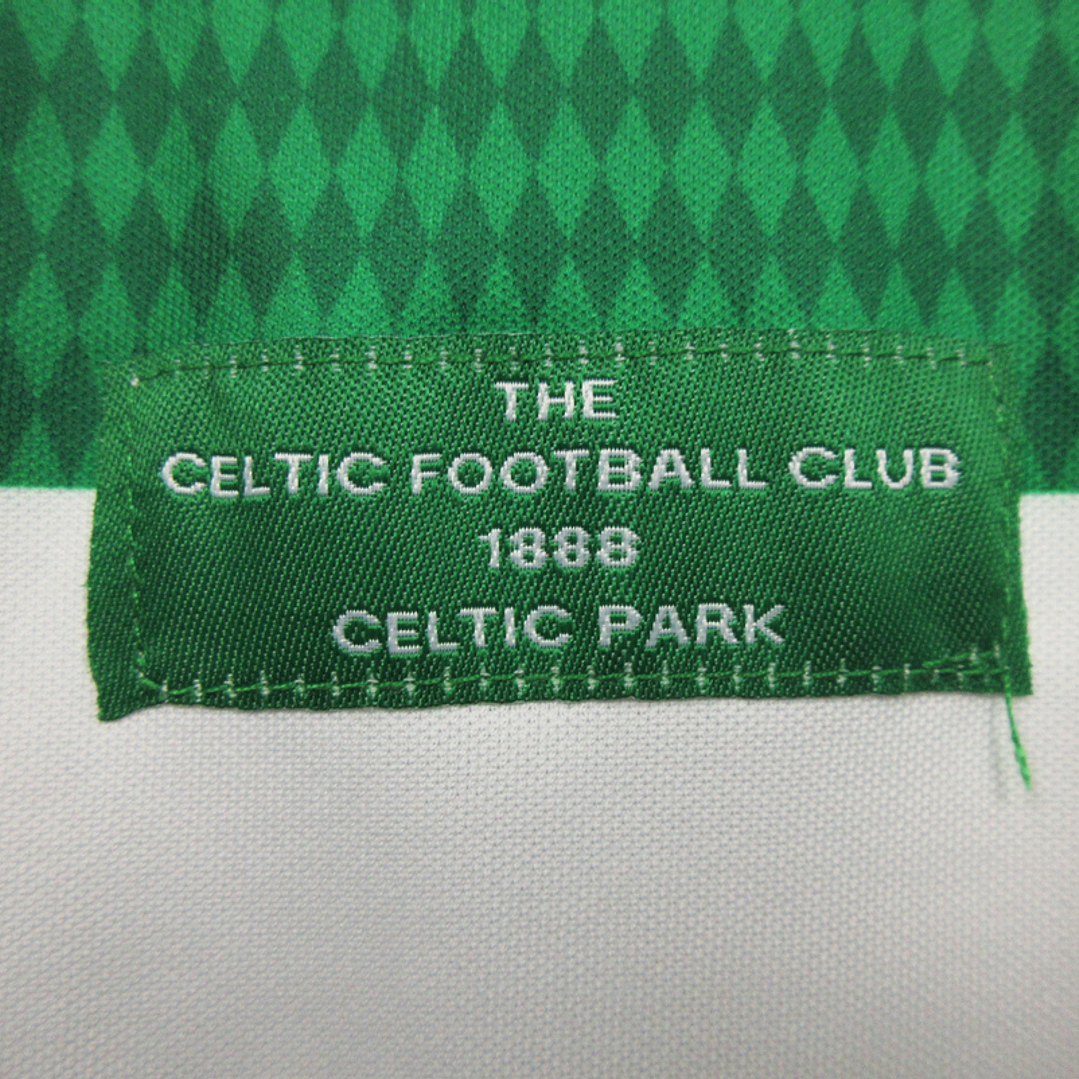 THE
CELTIC FOOTBALL CLUB
1888
CELTIC PARK